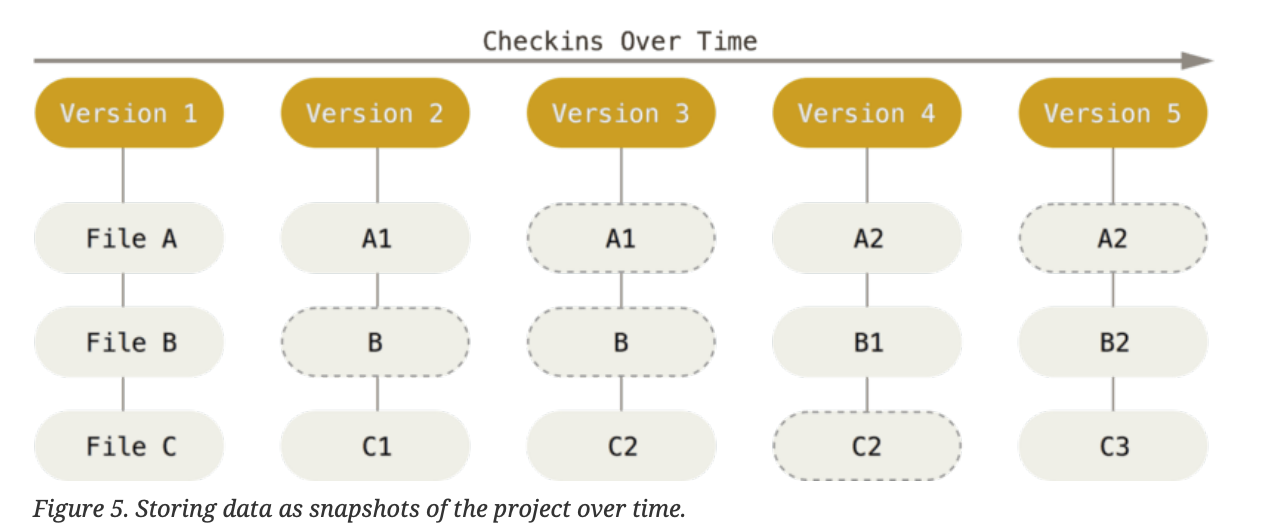 Checkins Over Time
Version 1 Version 2 Version 3 Version 4 Version 5
File A A1 A1 A2 A2
File B B B B1 B2
File C C1 C2 C2 C3
Figure 5. Storing data as snapshots of the project over time.